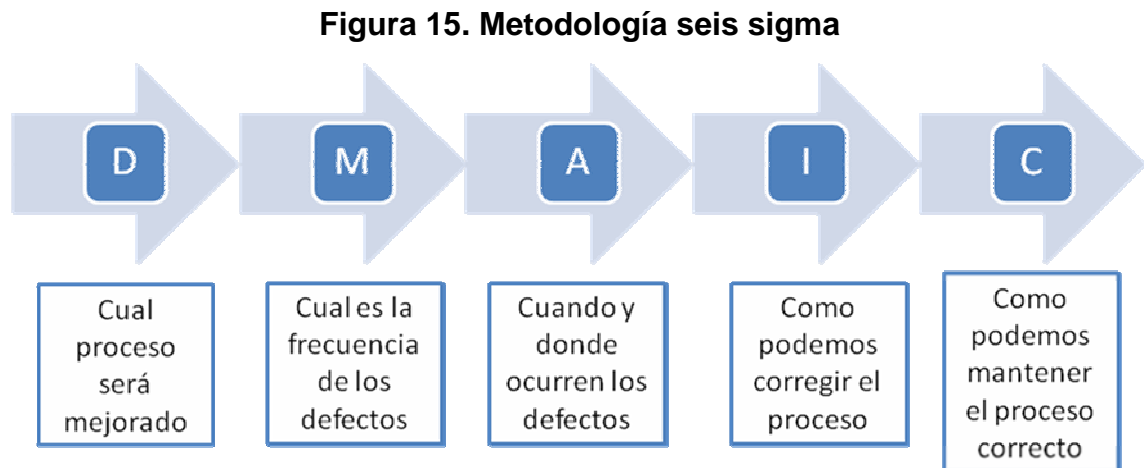 Figura 15. Metodología seis sigma
D
M
A
I
C
Cual
proceso
será
mejorado
Cual es la
frecuencia
de los
defectos
Cuando y
donde
ocurren los
defectos
Como
podemos
corregir el
proceso
Como
podemos
mantener
el proceso
correcto